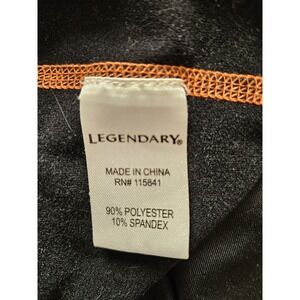 LEGENDARY®
MADE IN CHINA
RN# 115841
90% POLYESTER
10% SPANDEX